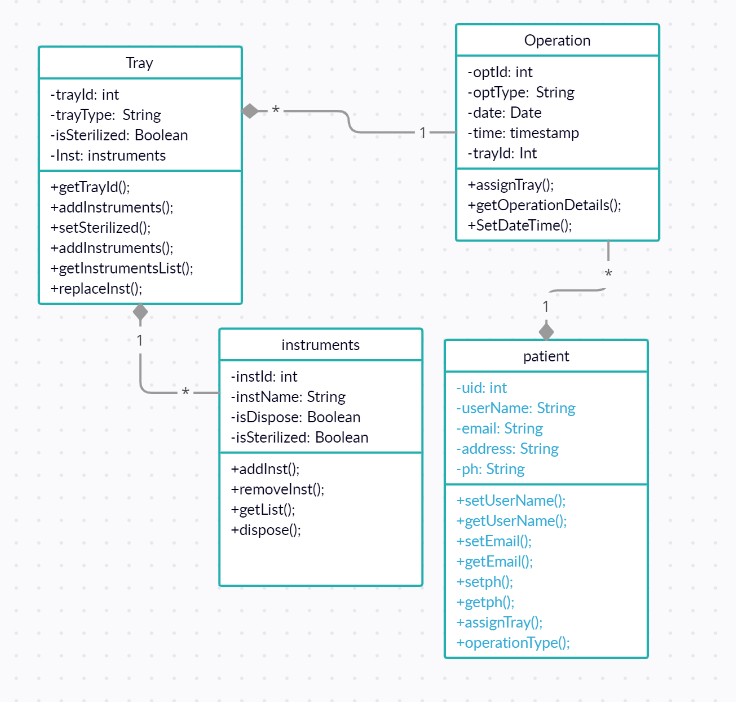 Tray
-trayId: int
-trayType:  String
-isSterilized: Boolean
-Inst: instruments
+getTrayId();
+addInstruments();
+setSterilized();
+addInstruments();
+getInstrumentsList();
+replaceInst();
*
1
Operation
-optId: int
-optType:  String
-date: Date
-time: timestamp
-trayId: Int
+assignTray();
+getOperationDetails();
+SetDateTime();
*
1
1
*
instruments
-instId: int
-instName: String
-isDispose: Boolean
-isSterilized: Boolean
+addInst();
+removeInst();
+getList();
+dispose();
patient
-uid: int
-userName: String
-email: String
-address: String
-ph: String
+setUserName();
+getUserName();
+setEmail();
+getEmail();
+setph();
+getph();
+assignTray();
+operationType();